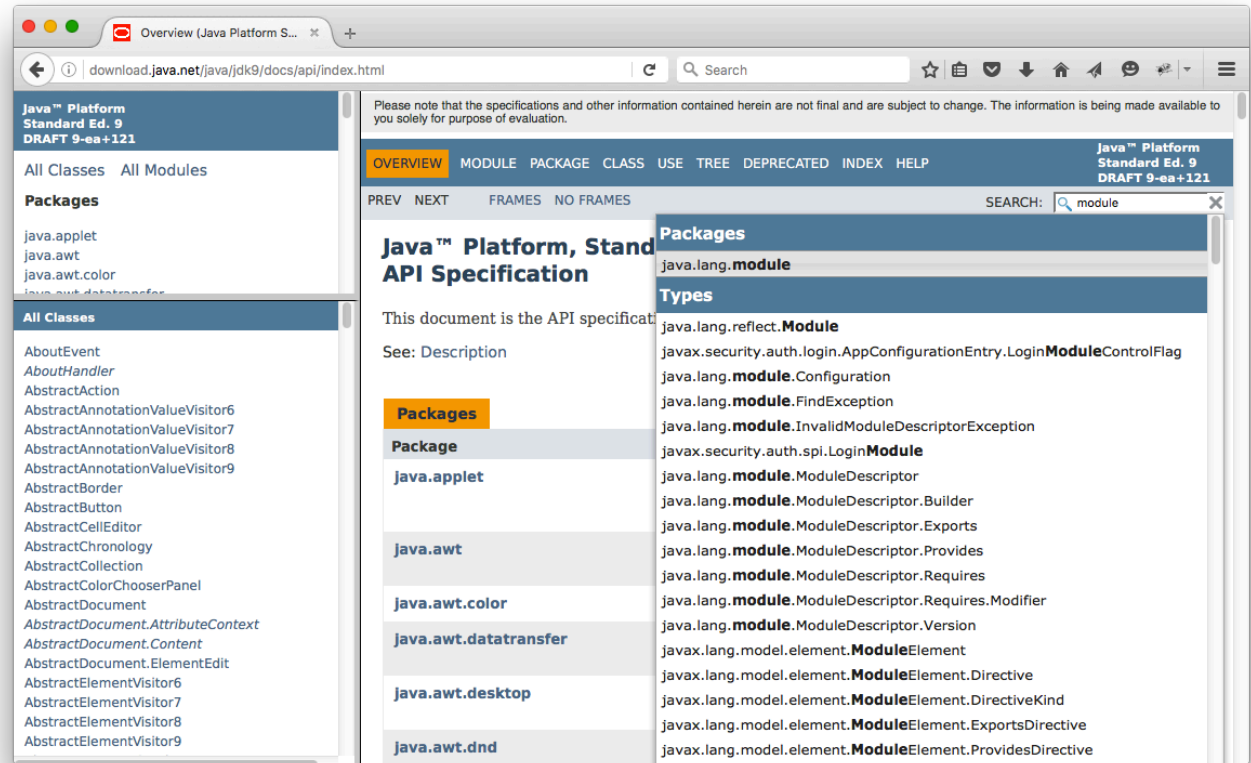 Overview (Java Platform S...
download.java.net/java/jdk9/docs/api/index.html
Search
Java™ Platform
Standard Ed. 9
DRAFT 9-ea+121
All Classes All Modules
Packages
java.applet
java.awt
java.awt.color
java.awt.datatransfer
All Classes
AboutEvent
AboutHandler
AbstractAction
AbstractAnnotationValueVisitor6
AbstractAnnotationValueVisitor7
AbstractAnnotationValueVisitor8
AbstractAnnotationValueVisitor9
AbstractBorder
AbstractButton
AbstractCellEditor
AbstractChronology
AbstractCollection
AbstractColorChooserPanel
AbstractDocument
AbstractDocument.AttributeContext
AbstractDocument.Content
AbstractDocument.ElementEdit
AbstractElementVisitor6
AbstractElementVisitor7
AbstractElementVisitor8
AbstractElementVisitor9
Please note that the specifications and other information contained herein are not final and are subject to change. The information is being made available to
you solely for purpose of evaluation.
OVERVIEW MODULE PACKAGE CLASS USE TREE DEPRECATED INDEX HELP
Java™ Platform
Standard Ed. 9
DRAFT 9-ea+121
PREV NEXT FRAMES NO FRAMES
SEARCH: module
Java™ Platform, Stand
API Specification
This document is the API specificati
See: Description
Packages
Package
java.applet
java.awt
java.awt.color
java.awt.datatransfer
java.awt.desktop
java.awt.dnd
Packages
java.lang.module
Types
java.lang.reflect.Module
javax.security.auth.login.AppConfigurationEntry.LoginModuleControlFlag
java.lang.module.Configuration
java.lang.module.FindException
java.lang.module.InvalidModuleDescriptorException
javax.security.auth.spi.LoginModule
java.lang.module.ModuleDescriptor
java.lang.module.ModuleDescriptor.Builder
java.lang.module.ModuleDescriptor.Exports
java.lang.module.ModuleDescriptor.Provides
java.lang.module.ModuleDescriptor.Requires
java.lang.module.ModuleDescriptor.Requires.Modifier
java.lang.module.ModuleDescriptor.Version
javax.lang.model.element.ModuleElement
javax.lang.model.element.ModuleElement.Directive
javax.lang.model.element.ModuleElement.DirectiveKind
javax.lang.model.element.ModuleElement.ExportsDirective
javax.lang.model.element.ModuleElement.ProvidesDirective